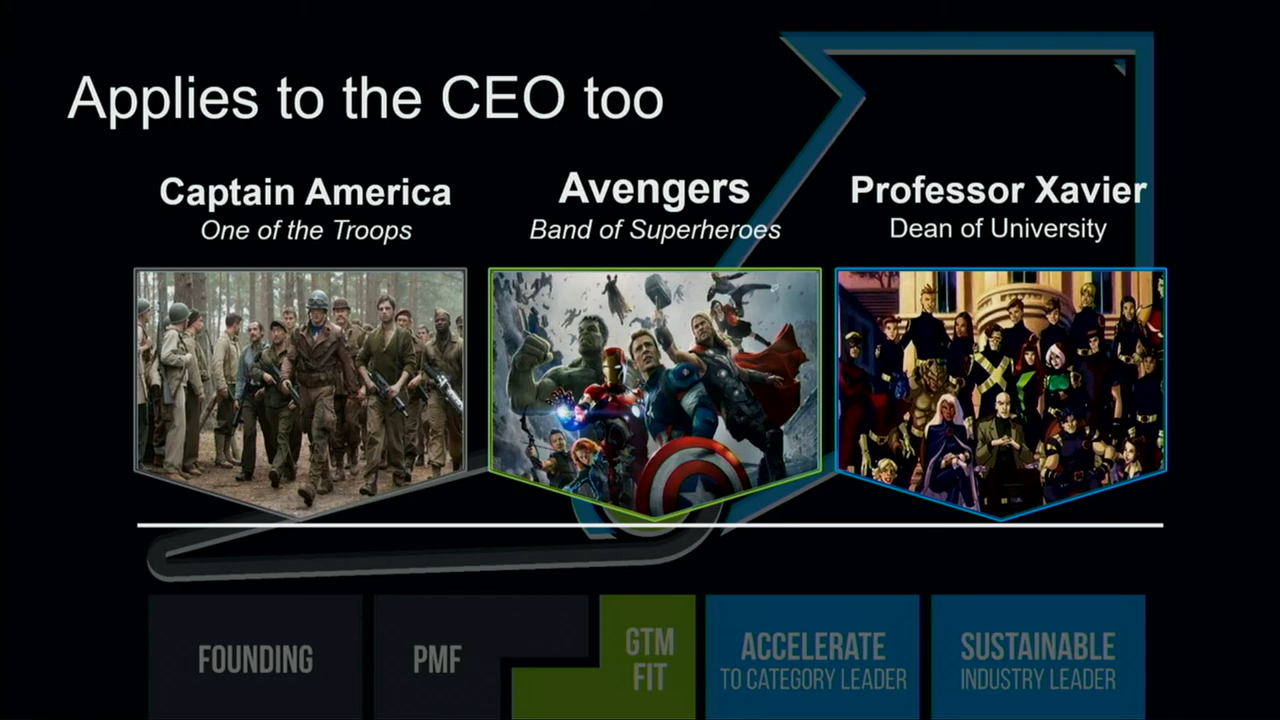 Applies to the CEO too
Captain America
One of the Troops
Avengers
Band of Superheroes
Professor Xavier
Dean of University
FOUNDING
PMF
GTM
FIT
ACCELERATE
TO CATEGORY LEADER
SUSTAINABLE
INDUSTRY LEADER